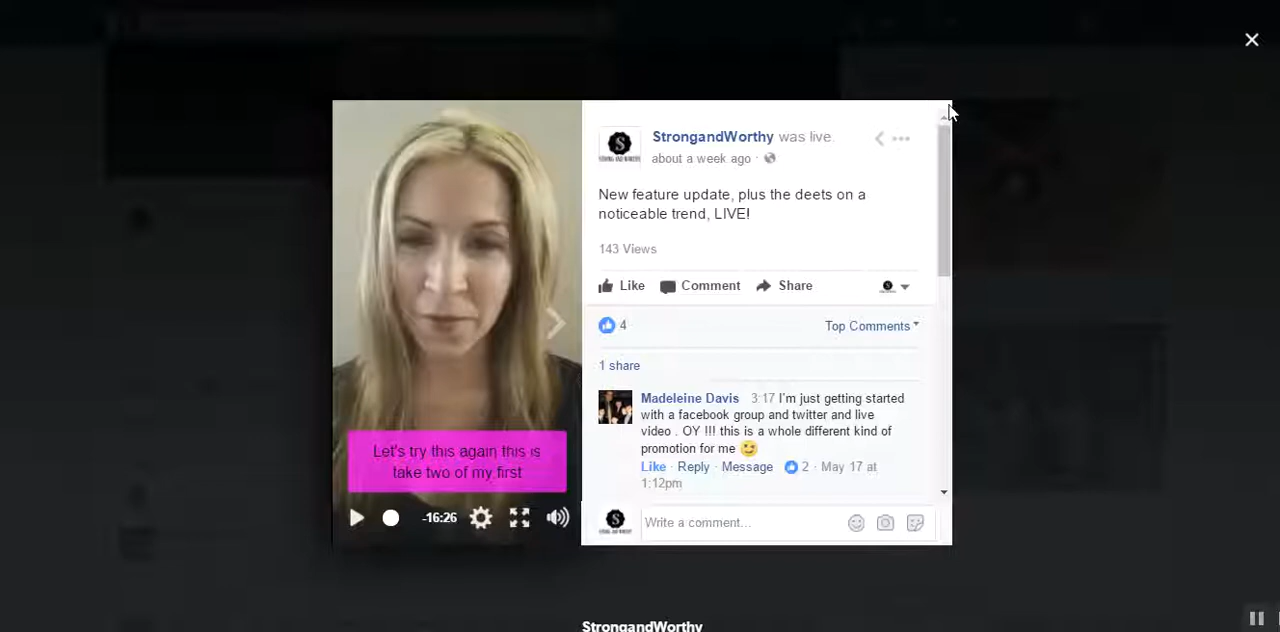 StrongandWorthy was live.
about a week ago ·
New feature update, plus the deets on a
noticeable trend, LIVE!
143 Views
Like Comment Share
4 Top Comments
1 share
Madeleine Davis 3:17 I'm just getting started
with a facebook group and twitter and live
video . OY !!! this is a whole different kind of
promotion for me 😉
Like · Reply · Message · 2 · May 17 at
1:12pm
Write a comment...
Let's try this again this is
take two of my first
-16:26
StrongandWorthy